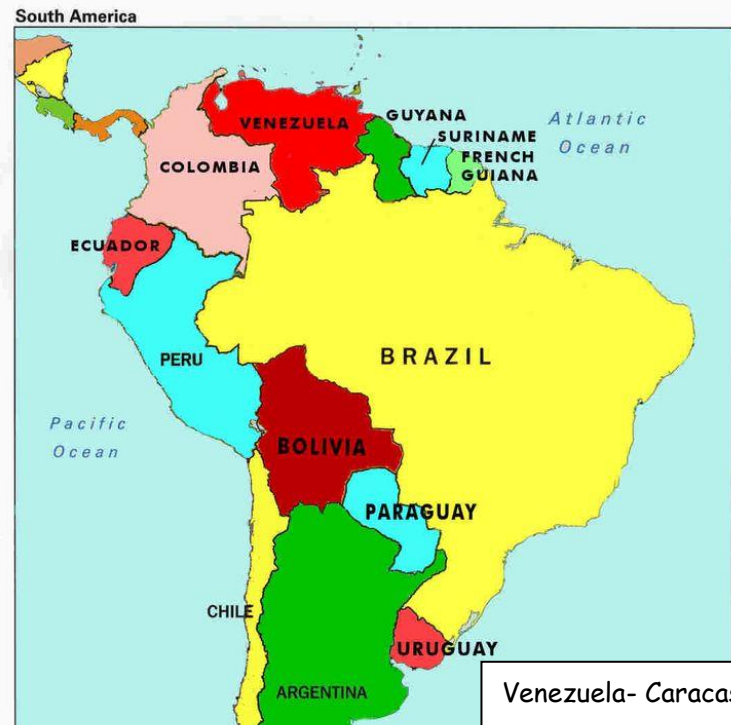 South America
VENEZUELA
GUYANA
SURINAME
FRENCH
GUIANA
Atlantic
Ocean
COLOMBIA
ECUADOR
PERU
BRAZIL
Pacific
Ocean
BOLIVIA
PARAGUAY
CHILE
URUGUAY
ARGENTINA
Venezuela- Caracas